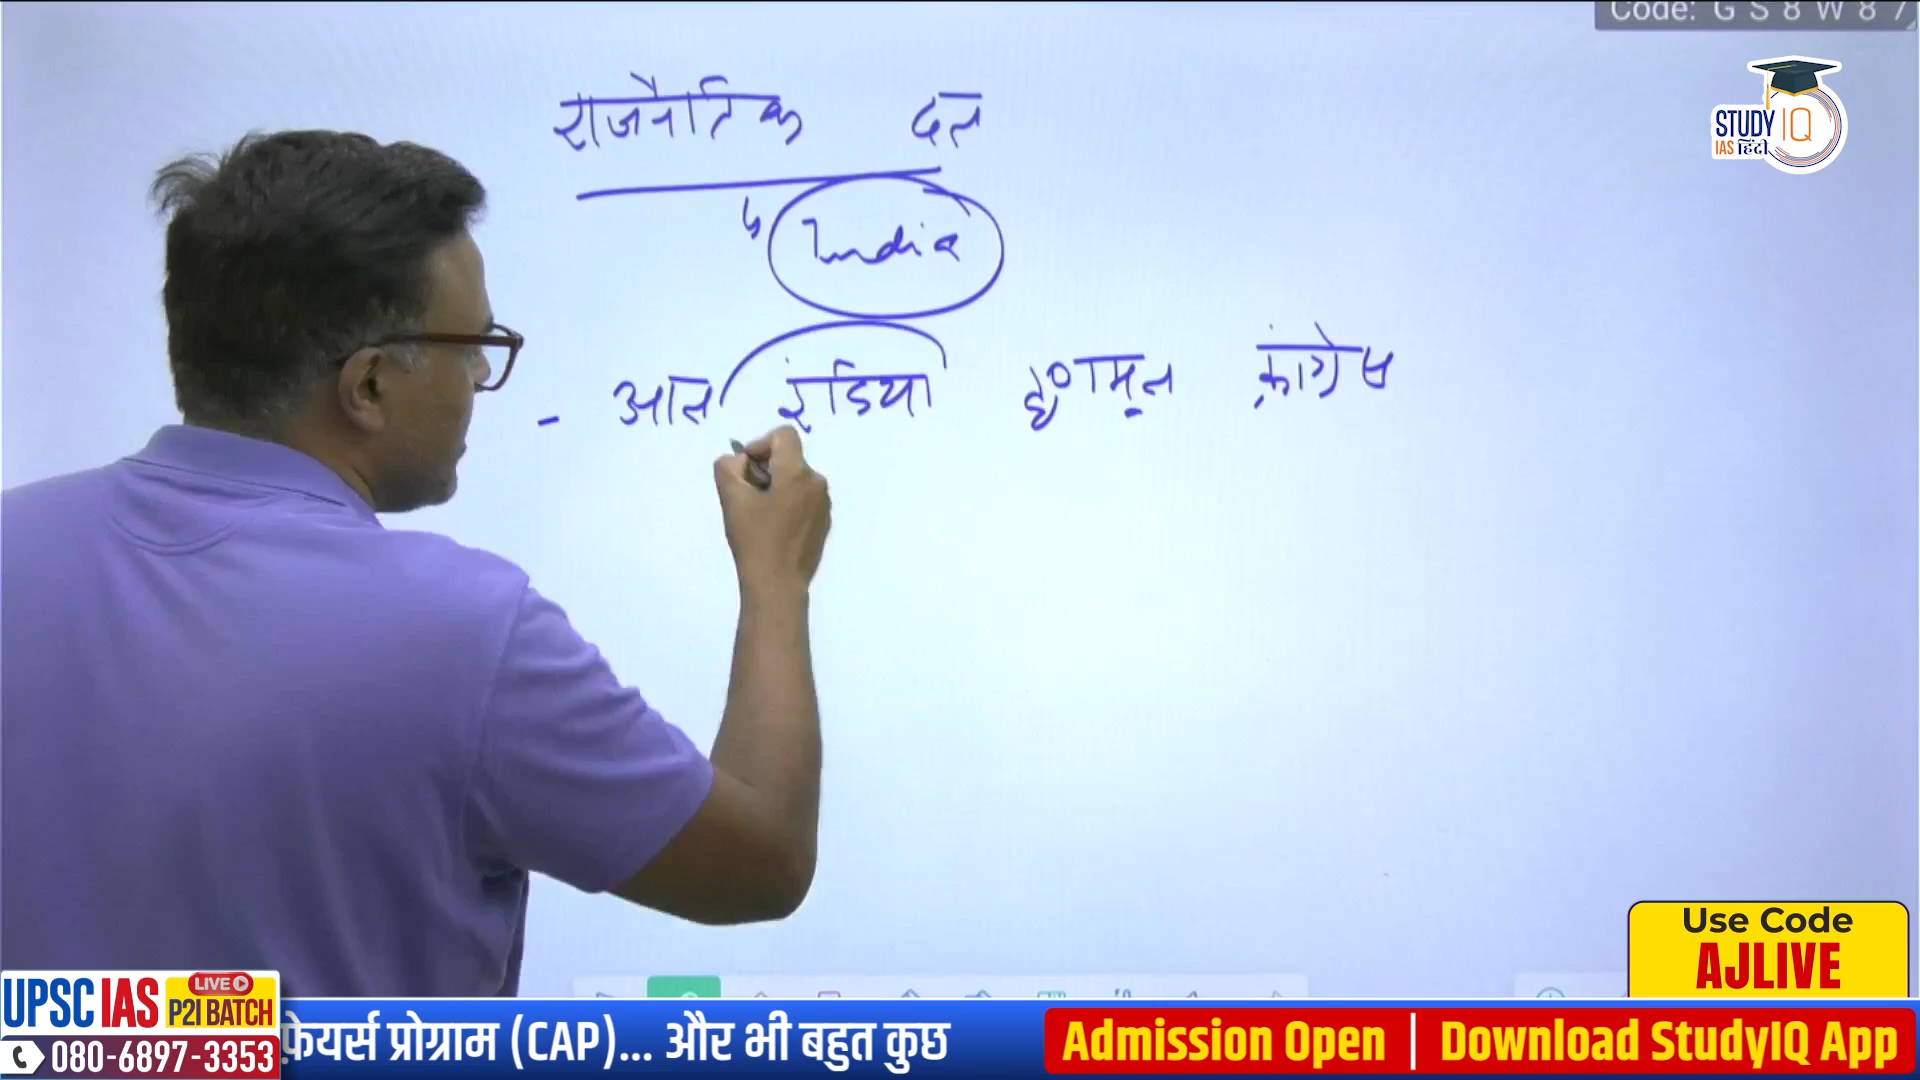 Code: G S 8 W 8 7
STUDY IQ
IAS हिंदी
राजनैतिक दल
India
- आल इंडिया तृणामूल कांग्रेस
Use Code
AJLIVE
UPSC IAS LIVE P2I BATCH
फ़ेयर्स प्रोग्राम (CAP)... और भी बहुत कुछ
Admission Open | Download StudyIQ App
080-6897-3353